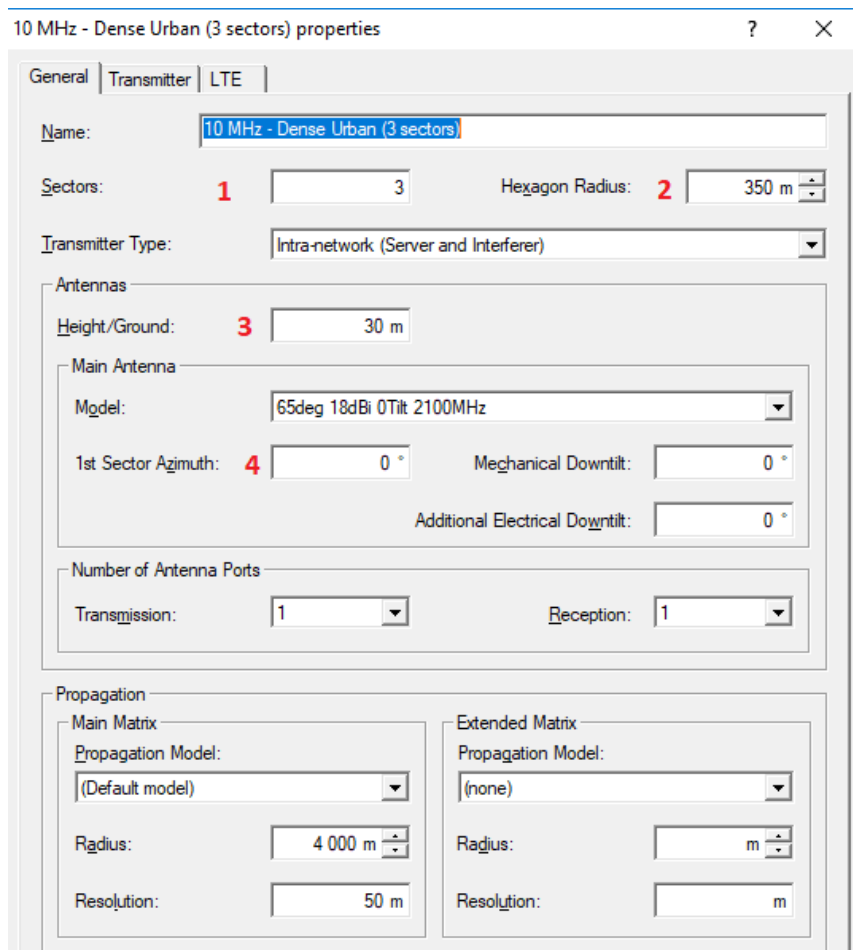 10 MHz - Dense Urban (3 sectors) properties ? ×
General Transmitter LTE
Name: 10 MHz - Dense Urban (3 sectors)
Sectors: 1 3 Hexagon Radius: 2 350 m
Transmitter Type: Intra-network (Server and Interferer)
Antennas
Height/Ground: 3 30 m
Main Antenna
Model: 65deg 18dBi 0Tilt 2100MHz
1st Sector Azimuth: 4 0 ° Mechanical Downtilt: 0 °
Additional Electrical Downtilt: 0 °
Number of Antenna Ports
Transmission: 1 Reception: 1
Propagation
Main Matrix Extended Matrix
Propagation Model: Propagation Model:
(Default model) (none)
Radius: 4 000 m Radius: m
Resolution: 50 m Resolution: m